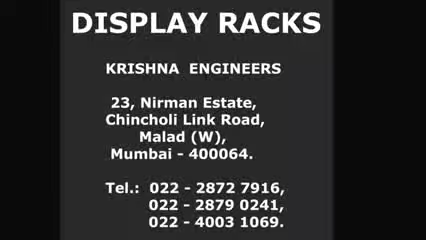 DISPLAY RACKS
KRISHNA ENGINEERS
23, Nirman Estate,
Chincholi Link Road,
Malad (W),
Mumbai - 400064.
Tel.: 022 - 2872 7916,
022 - 2879 0241,
022 - 4003 1069.